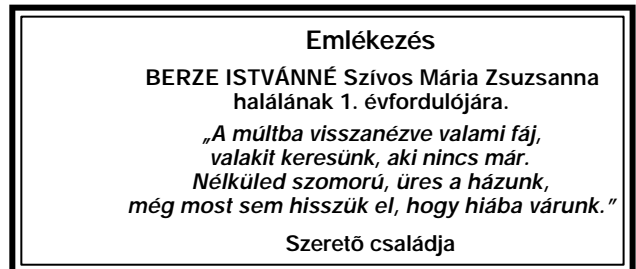 Emlékezés
BERZE ISTVÁNNÉ Szívos Mária Zsuzsanna
halálának 1. évfordulójára.
„A múltba visszanézve valami fáj,
valakit keresünk, aki nincs már.
Nélküled szomorú, üres a házunk,
még most sem hisszük el, hogy hiába várunk.”
Szeretõ családja